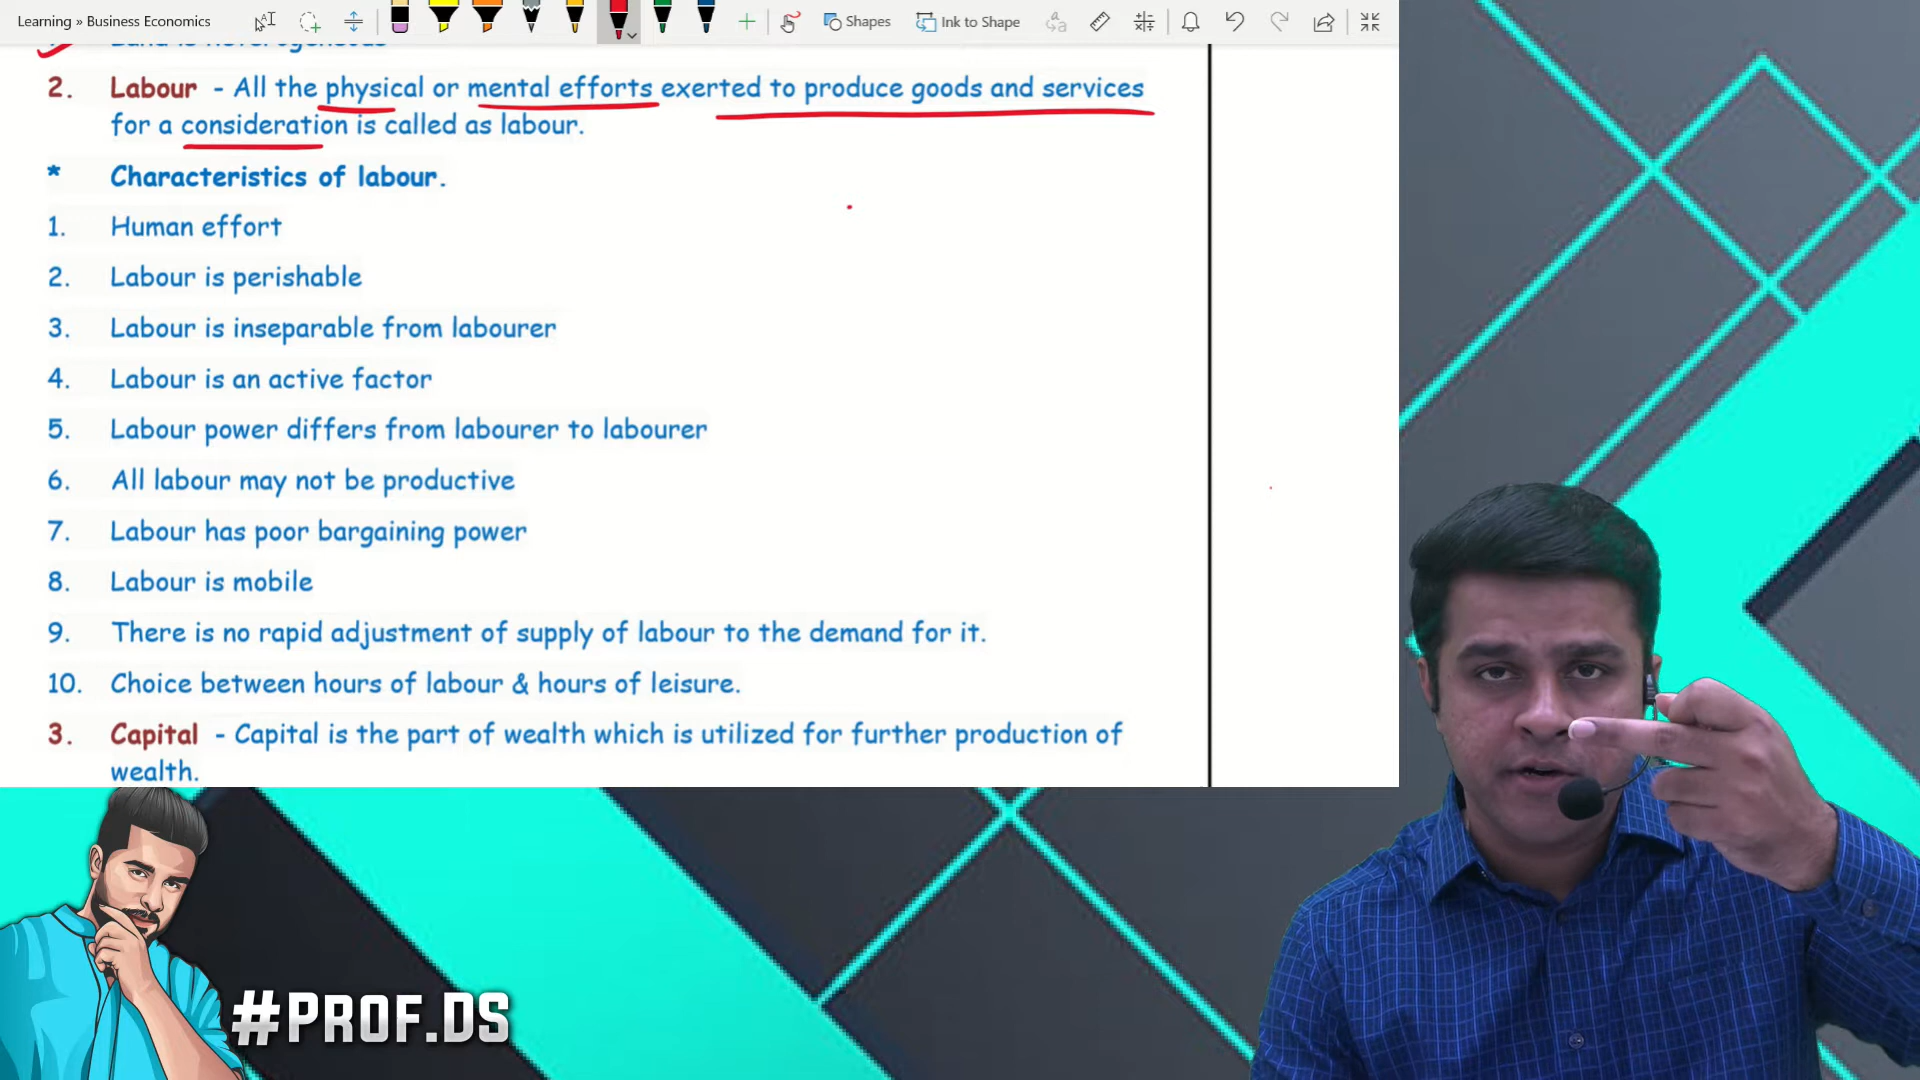 Learning » Business Economics
Shapes
Ink to Shape
Land is heterogeneous
2. Labour - All the physical or mental efforts exerted to produce goods and services
for a consideration is called as labour.
* Characteristics of labour.
1. Human effort
2. Labour is perishable
3. Labour is inseparable from labourer
4. Labour is an active factor
5. Labour power differs from labourer to labourer
6. All labour may not be productive
7. Labour has poor bargaining power
8. Labour is mobile
9. There is no rapid adjustment of supply of labour to the demand for it.
10. Choice between hours of labour & hours of leisure.
3. Capital - Capital is the part of wealth which is utilized for further production of
wealth.
#PROF.DS